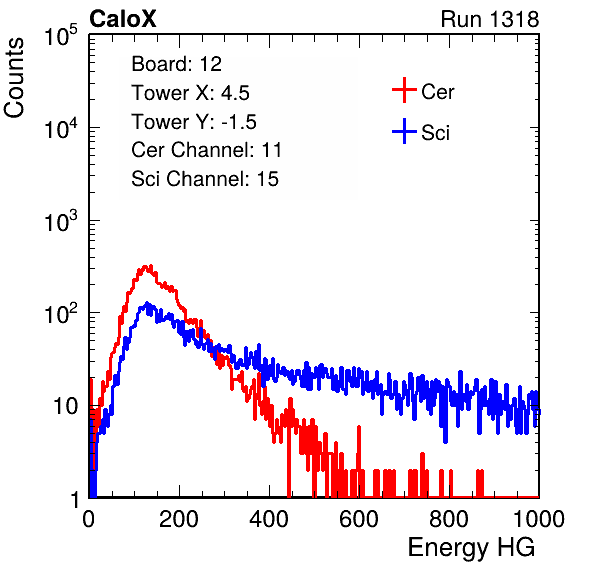 CaloX Run 1318
Counts
10^5
10^4
10^3
10^2
10
1
Board: 12
Tower X: 4.5
Tower Y: -1.5
Cer Channel: 11
Sci Channel: 15
Cer
Sci
0 200 400 600 800 1000
Energy HG